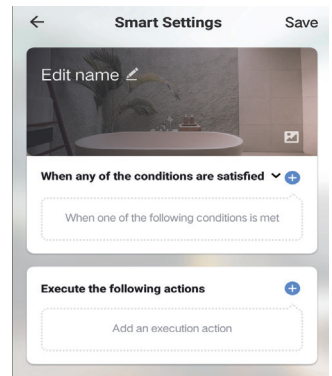 Smart Settings Save
Edit name
When any of the conditions are satisfied
When one of the following conditions is met
Execute the following actions
Add an execution action